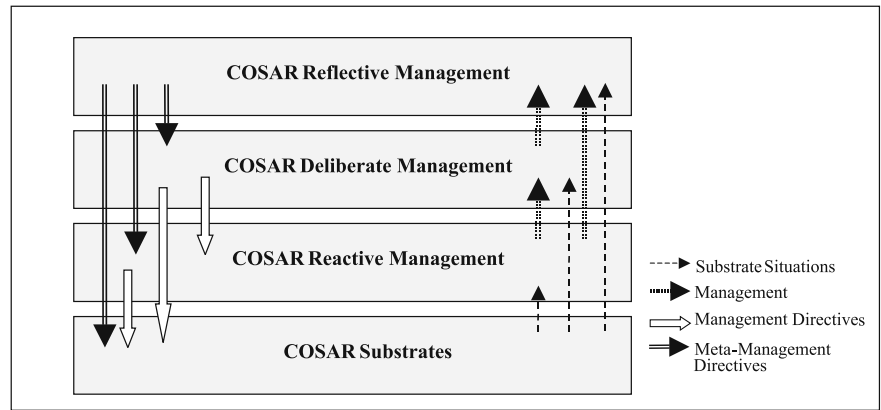 COSAR Reflective Management
COSAR Deliberate Management
COSAR Reactive Management
COSAR Substrates
Substrate Situations
Management
Management Directives
Meta-Management
Directives